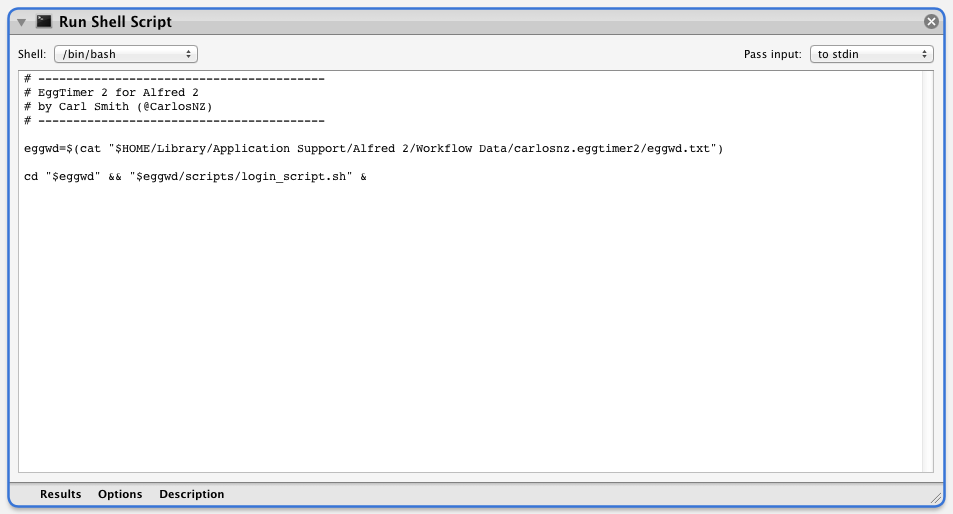 Run Shell Script
Shell: /bin/bash Pass input: to stdin
# -----------------------------------------
# EggTimer 2 for Alfred 2
# by Carl Smith (@CarlosNZ)
# -----------------------------------------
eggwd=$(cat "$HOME/Library/Application Support/Alfred 2/Workflow Data/carlosnz.eggtimer2/eggwd.txt")
cd "$eggwd" && "$eggwd/scripts/login_script.sh" &
Results Options Description